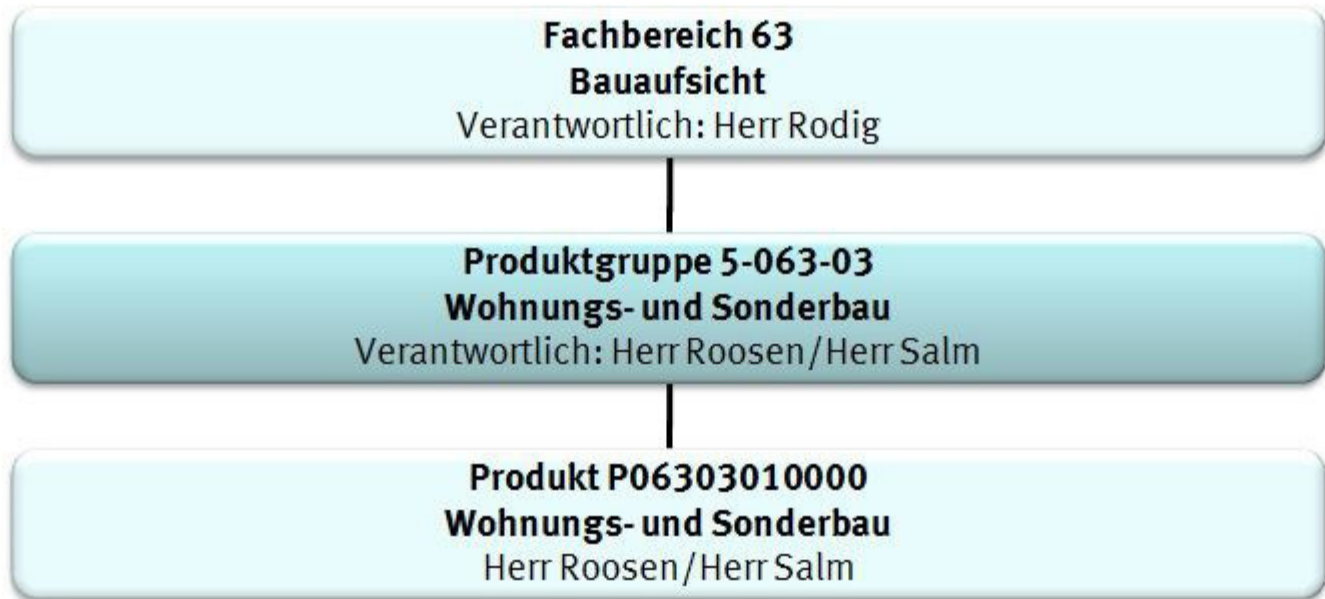 Fachbereich 63
Bauaufsicht
Verantwortlich: Herr Rodig
Produktgruppe 5-063-03
Wohnungs- und Sonderbau
Verantwortlich: Herr Roosen/Herr Salm
Produkt P06303010000
Wohnungs- und Sonderbau
Herr Roosen/Herr Salm